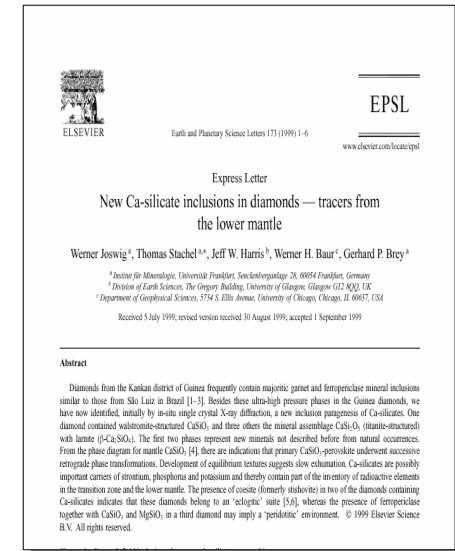 ELSEVIER
Earth and Planetary Science Letters 173 (1999) 1–6
EPSL
www.elsevier.com/locate/epsl
Express Letter
New Ca-silicate inclusions in diamonds — tracers from
the lower mantle
Werner Joswig a, Thomas Stachel a,*, Jeff W. Harris b, Werner H. Baur c, Gerhard P. Brey a
a Institut für Mineralogie, Universität Frankfurt, Senckenberganlage 28, 60054 Frankfurt, Germany
b Division of Earth Sciences, The Gregory Building, University of Glasgow, Glasgow G12 8QQ, UK
c Department of Geophysical Sciences, 5734 S. Ellis Avenue, University of Chicago, Chicago, IL 60637, USA
Received 5 July 1999; revised version received 30 August 1999; accepted 1 September 1999
Abstract
Diamonds from the Kankan district of Guinea frequently contain majoritic garnet and ferropericlase mineral inclusions
similar to those from São Luiz in Brazil [1–3]. Besides these ultra-high pressure phases in the Guinea diamonds, we
have now identified, initially by in-situ single crystal X-ray diffraction, a new inclusion paragenesis of Ca-silicates. One
diamond contained walstromite-structured CaSiO3 and three others the mineral assemblage CaSi2O5 (titanite-structured)
with larnite (β-Ca2SiO4). The first two phases represent new minerals not described before from natural occurrences.
From the phase diagram for mantle CaSiO3 [4], there are indications that primary CaSiO3-perovskite underwent successive
retrograde phase transformations. Development of equilibrium textures suggests slow exhumation. Ca-silicates are possibly
important carriers of strontium, phosphorus and potassium and thereby contain part of the inventory of radioactive elements
in the transition zone and the lower mantle. The presence of coesite (formerly stishovite) in two of the diamonds containing
Ca-silicates indicates that these diamonds belong to an 'eclogitic' suite [5,6], whereas the presence of ferropericlase
together with CaSiO3 and MgSiO3 in a third diamond may imply a 'peridotitic' environment. © 1999 Elsevier Science
B.V. All rights reserved.